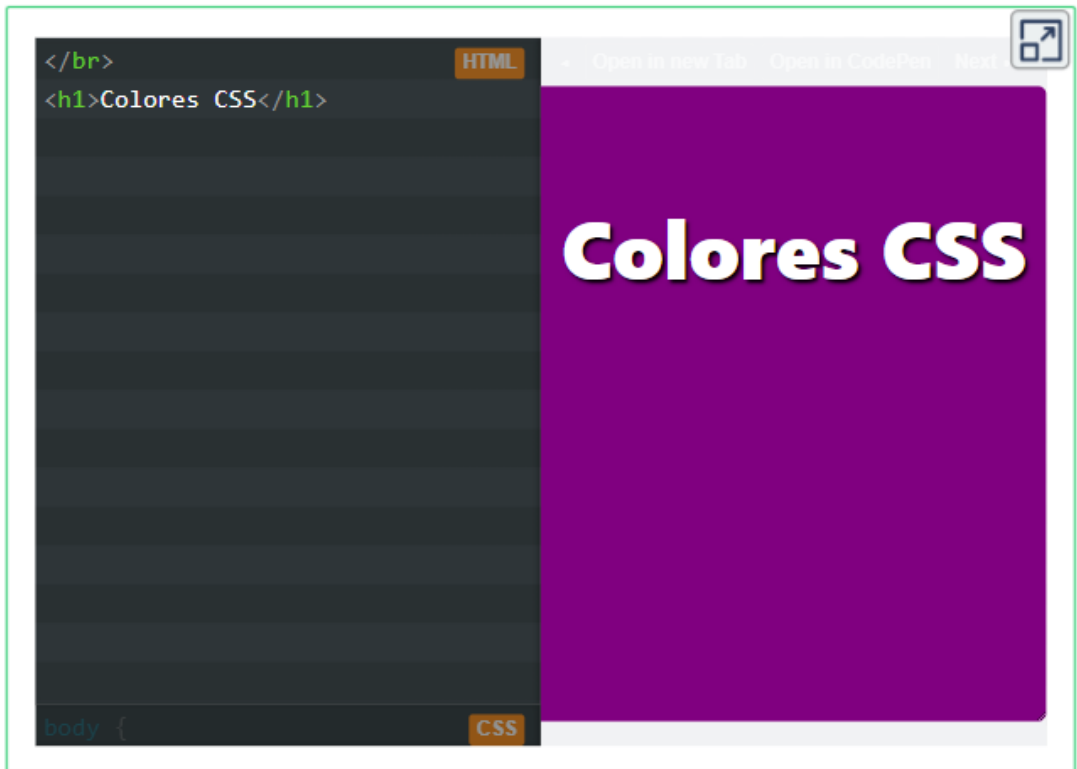 </br>
HTML
<h1>Colores CSS</h1>
body {
CSS
Open in new Tab Open in CodePen Next
Colores CSS